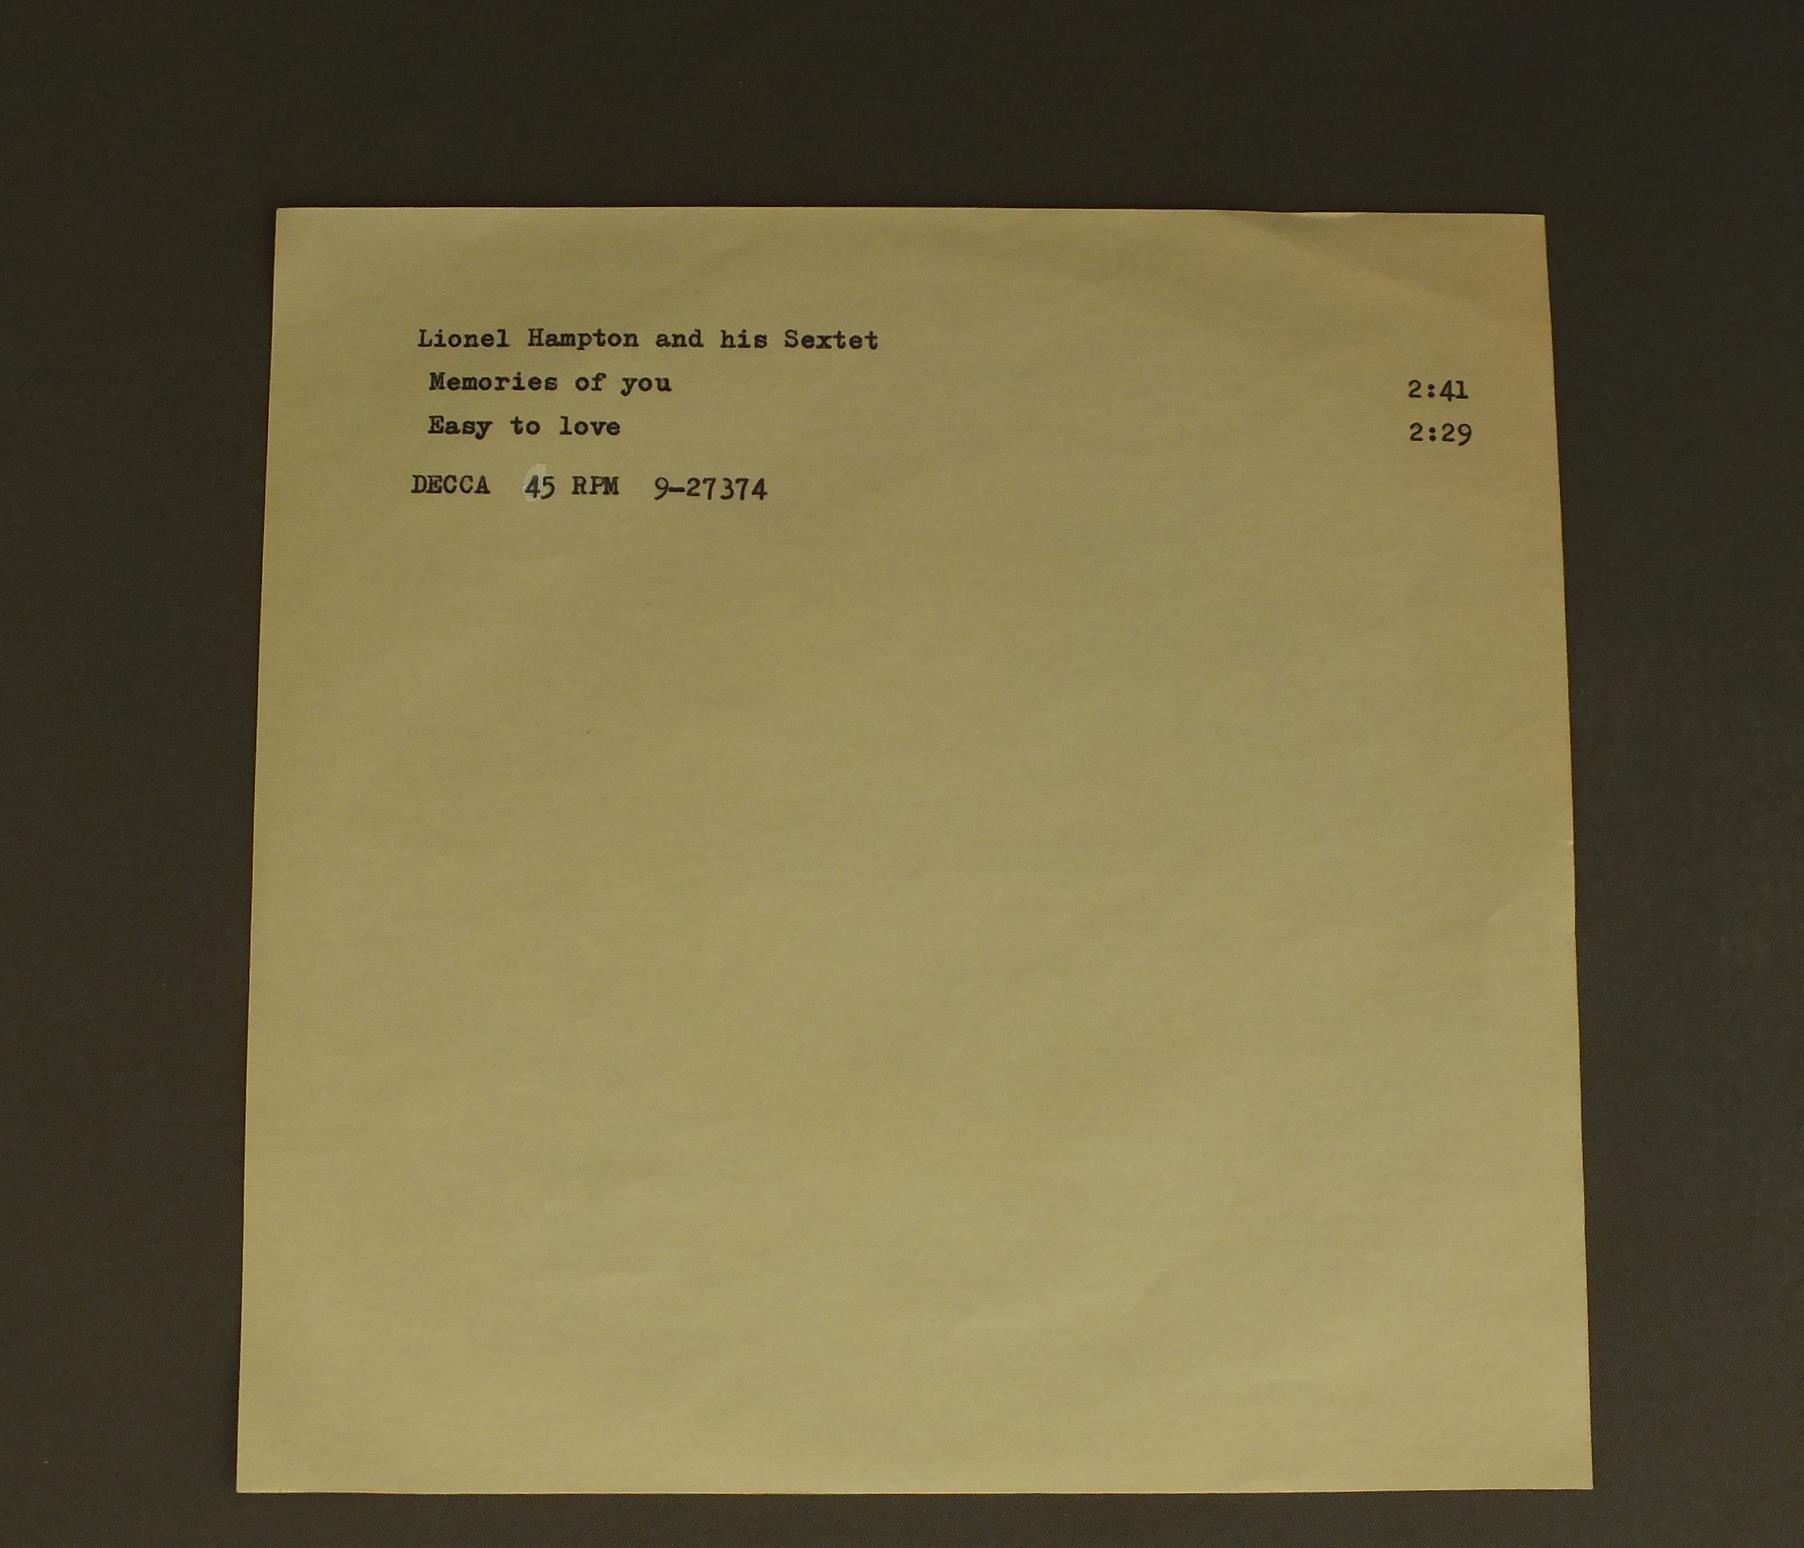 Lionel Hampton and his Sextet
Memories of you 2:41
Easy to love 2:29
DECCA 45 RPM 9-27374